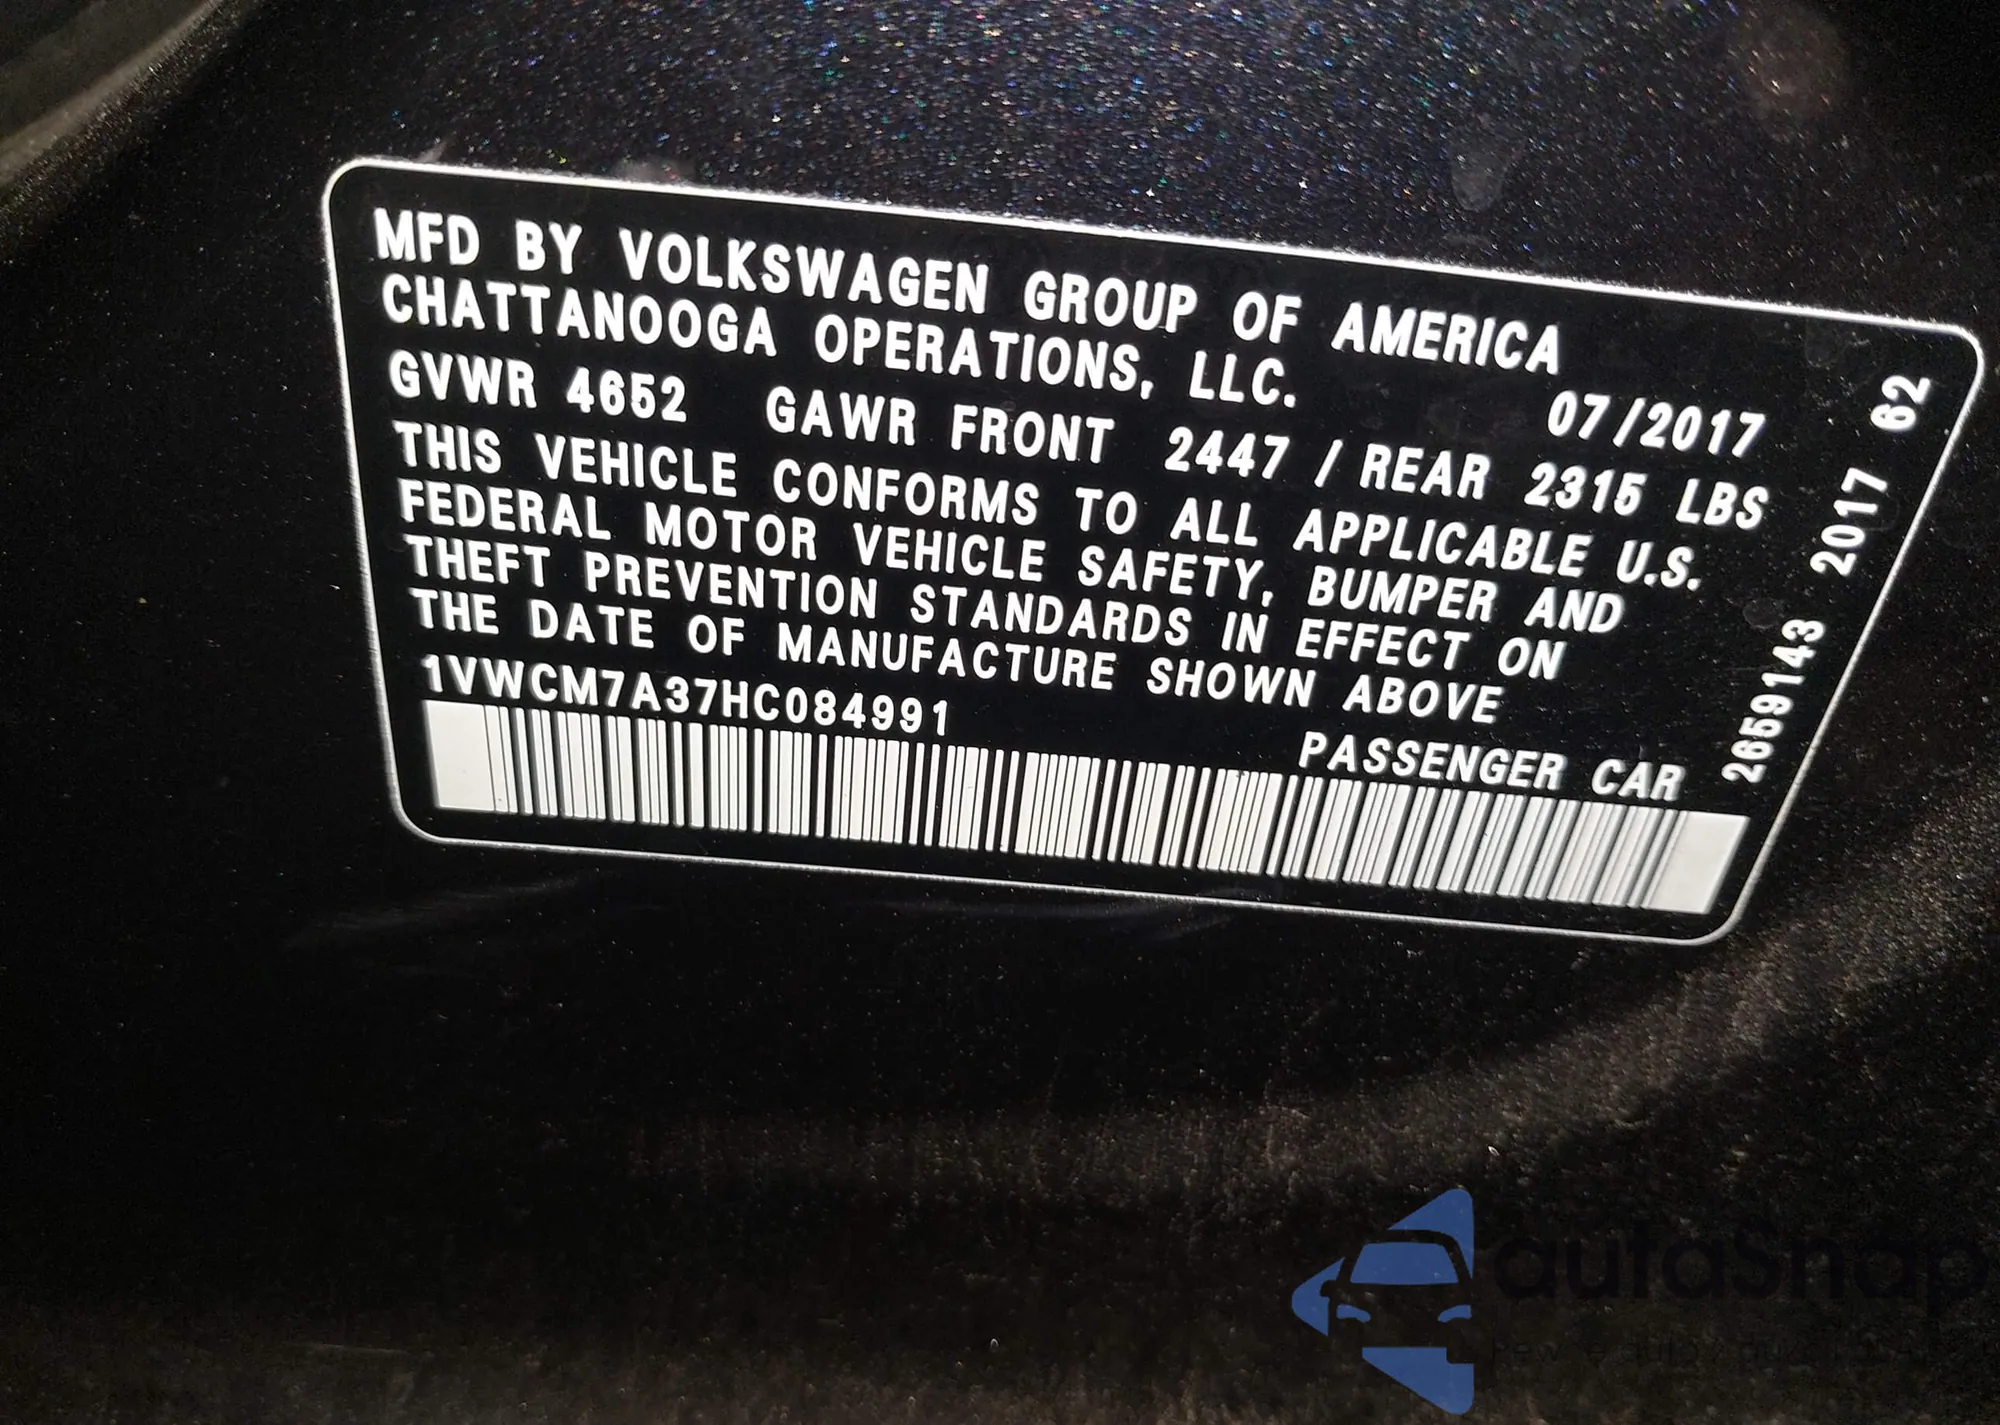 MFD BY VOLKSWAGEN GROUP OF AMERICA
CHATTANOOGA OPERATIONS, LLC.
07/2017
GVWR 4652 GAWR FRONT 2447 / REAR 2315 LBS
THIS VEHICLE CONFORMS TO ALL APPLICABLE U.S.
FEDERAL MOTOR VEHICLE SAFETY, BUMPER AND
THEFT PREVENTION STANDARDS IN EFFECT ON
THE DATE OF MANUFACTURE SHOWN ABOVE
1VWCM7A37HC084991
PASSENGER CAR
2659143 2017 62
autaSnap